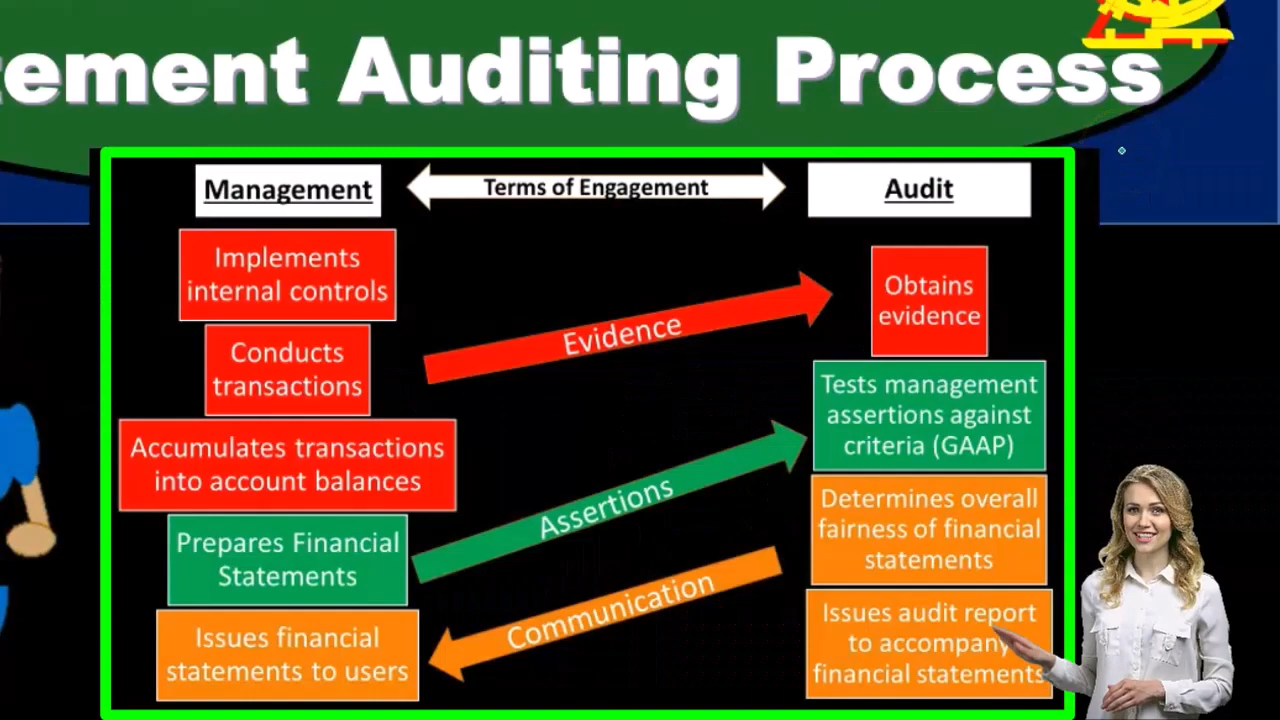 tement Auditing Process
Management
Terms of Engagement
Audit
Implements
internal controls
Conducts
transactions
Accumulates transactions
into account balances
Prepares Financial
Statements
Issues financial
statements to users
Evidence
Assertions
Communication
Obtains
evidence
Tests management
assertions against
criteria (GAAP)
Determines overall
fairness of financial
statements
Issues audit report
to accompany
financial statements